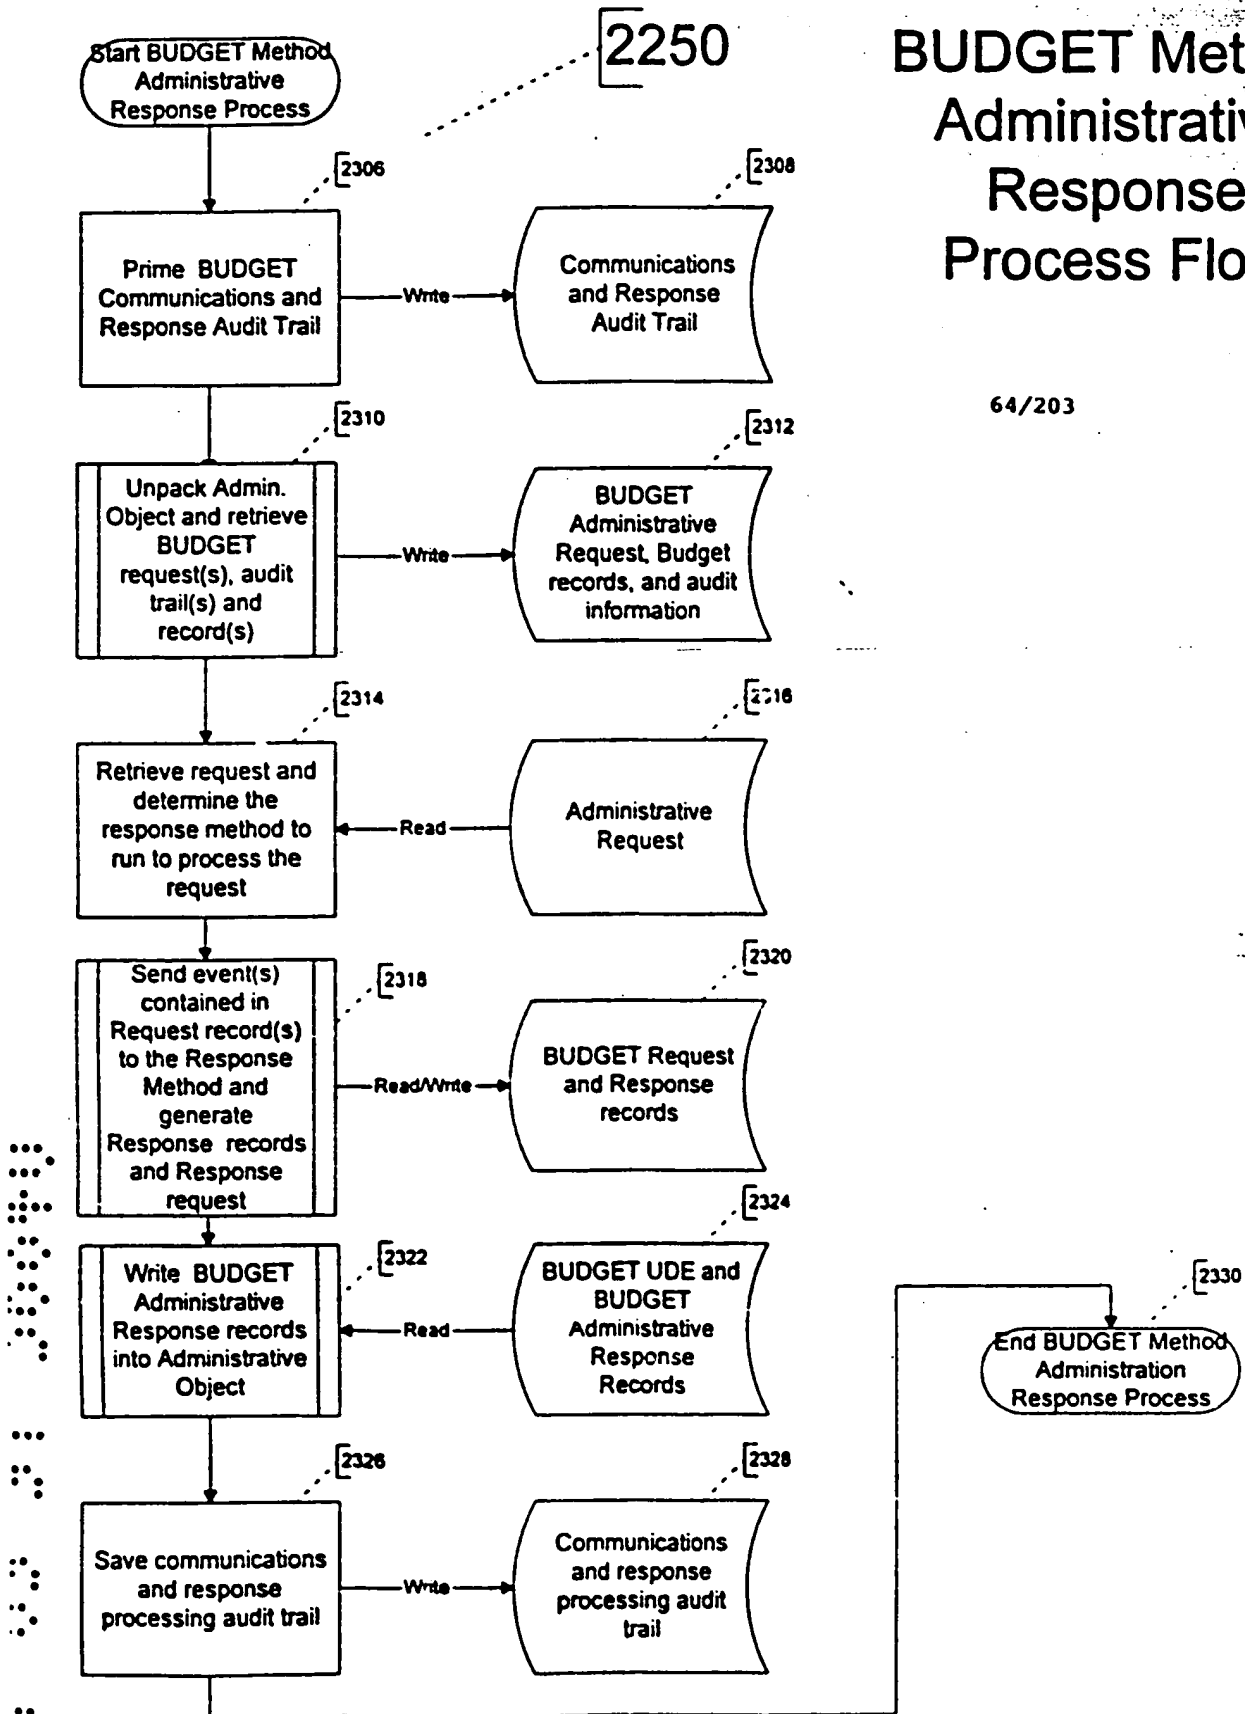 2250
BUDGET Met
Administrativ
Response
Process Flo
64/203
Start BUDGET Method
Administrative
Response Process
2306
Prime BUDGET
Communications and
Response Audit Trail
Write
2308
Communications
and Response
Audit Trail
2310
Unpack Admin.
Object and retrieve
BUDGET
request(s), audit
trail(s) and
record(s)
Write
2312
BUDGET
Administrative
Request, Budget
records, and audit
information
2314
Retrieve request and
determine the
response method to
run to process the
request
Read
2316
Administrative
Request
2318
Send event(s)
contained in
Request record(s)
to the Response
Method and
generate
Response records
and Response
request
Read/Write
2320
BUDGET Request
and Response
records
2322
Write BUDGET
Administrative
Response records
into Administrative
Object
Read
2324
BUDGET UDE and
BUDGET
Administrative
Response
Records
2326
Save communications
and response
processing audit trail
Write
2328
Communications
and response
processing audit
trail
2330
End BUDGET Method
Administration
Response Process